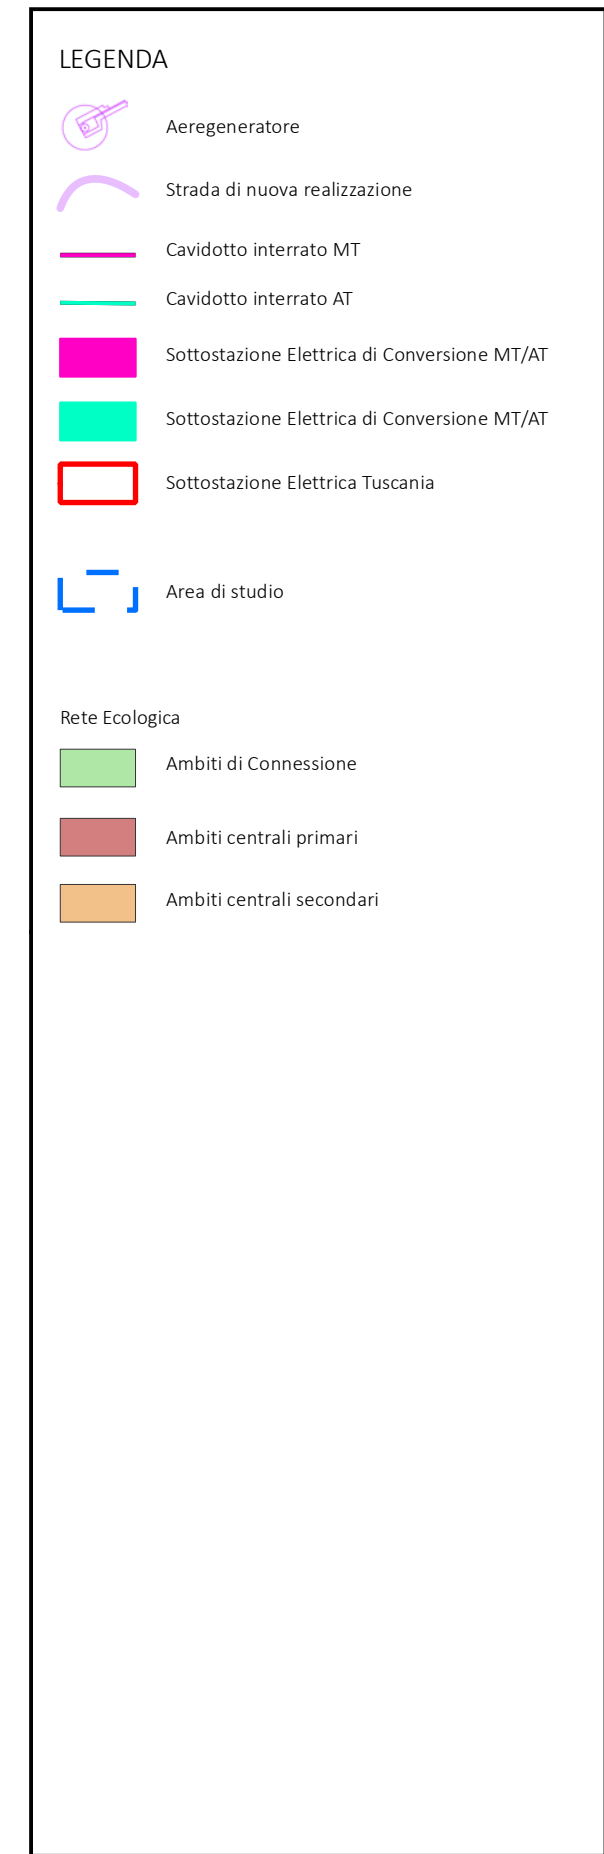 LEGENDA
Aeregeneratore
Strada di nuova realizzazione
Cavidotto interrato MT
Cavidotto interrato AT
Sottostazione Elettrica di Conversione MT/AT
Sottostazione Elettrica di Conversione MT/AT
Sottostazione Elettrica Tuscania
Area di studio
Rete Ecologica
Ambiti di Connessione
Ambiti centrali primari
Ambiti centrali secondari